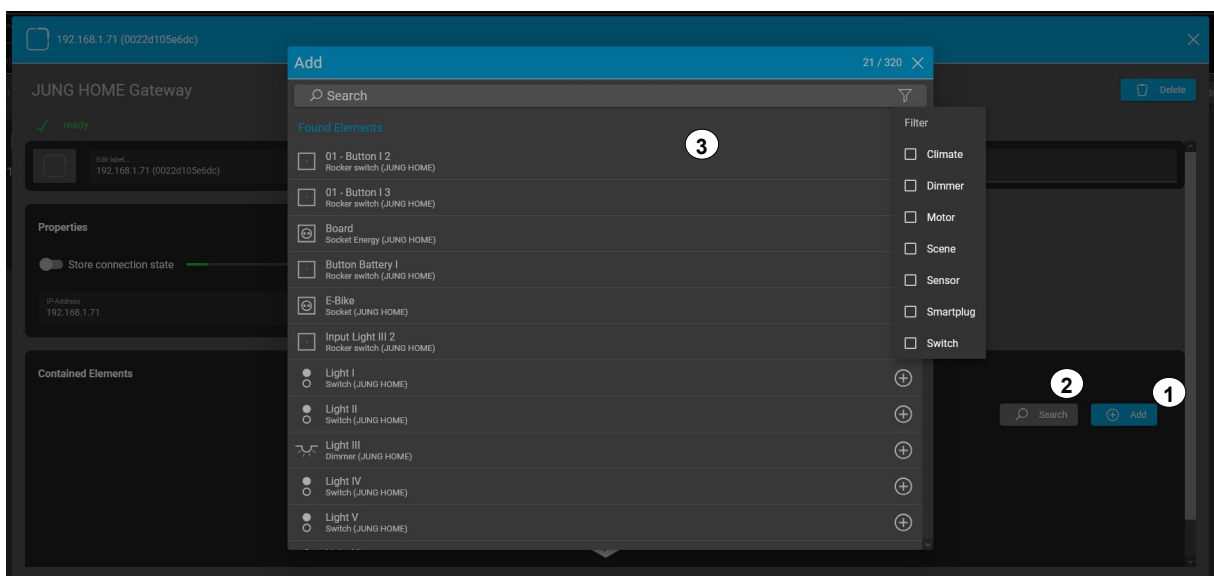 192.168.1.71 (0022d105e6dc)
Add
21 / 320
JUNG HOME Gateway
Delete
Search
ready
Found Elements
Filter
3
Edit label...
192.168.1.71 (0022d105e6dc)
01 - Button I 2
Rocker switch (JUNG HOME)
Climate
01 - Button I 3
Rocker switch (JUNG HOME)
Dimmer
Properties
Board
Socket Energy (JUNG HOME)
Motor
Store connection state
Button Battery I
Rocker switch (JUNG HOME)
Scene
Sensor
IP-Address
192.168.1.71
E-Bike
Socket (JUNG HOME)
Smartplug
Input Light III 2
Rocker switch (JUNG HOME)
Switch
Contained Elements
Light I
Switch (JUNG HOME)
2
1
Light II
Switch (JUNG HOME)
Search
Add
Light III
Dimmer (JUNG HOME)
Light IV
Switch (JUNG HOME)
Light V
Switch (JUNG HOME)